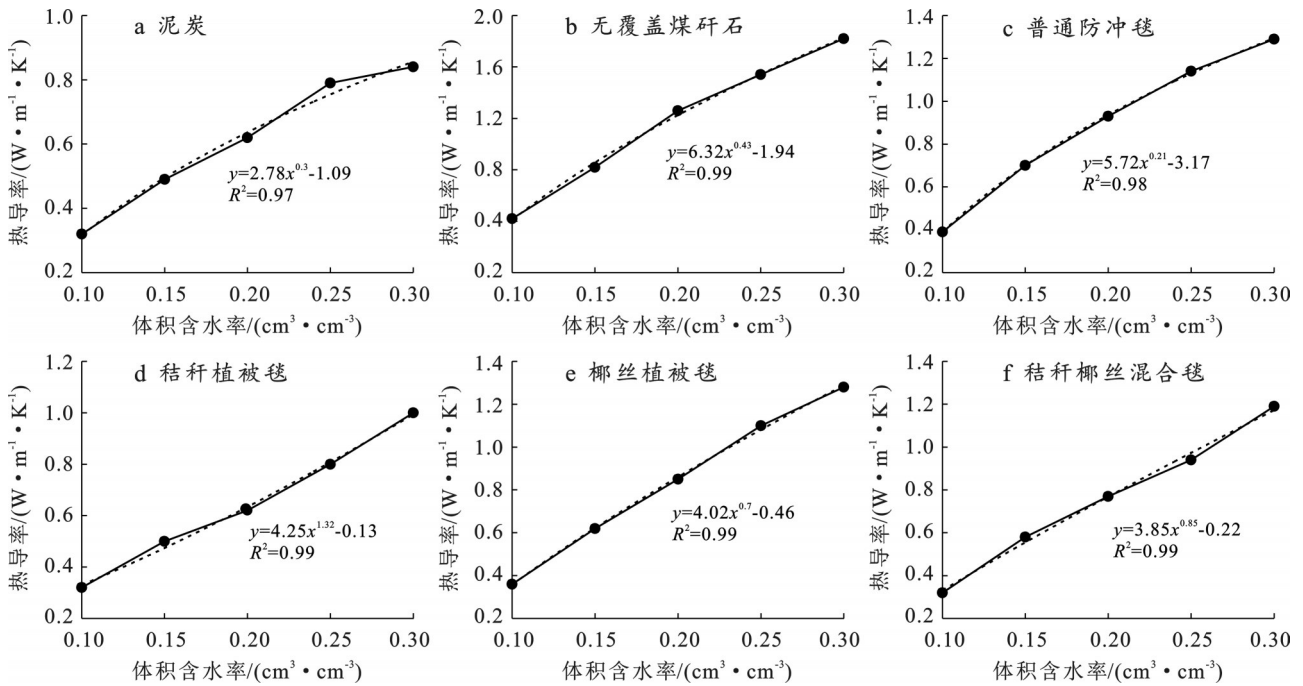 a 泥炭
热导率/(W·m⁻¹·K⁻¹)
1.0
0.8
0.6
0.4
0.2
y=2.78x^0.3-1.09
R²=0.97
0.10 0.15 0.20 0.25 0.30
体积含水率/(cm³·cm⁻³)
b 无覆盖煤矸石
热导率/(W·m⁻¹·K⁻¹)
2.0
1.6
1.2
0.8
0.4
0.2
y=6.32x^0.43-1.94
R²=0.99
0.10 0.15 0.20 0.25 0.30
体积含水率/(cm³·cm⁻³)
c 普通防冲毯
热导率/(W·m⁻¹·K⁻¹)
1.4
1.2
1.0
0.8
0.6
0.4
0.2
y=5.72x^0.21-3.17
R²=0.98
0.10 0.15 0.20 0.25 0.30
体积含水率/(cm³·cm⁻³)
d 秸秆植被毯
热导率/(W·m⁻¹·K⁻¹)
1.2
1.0
0.8
0.6
0.4
0.2
y=4.25x^1.32-0.13
R²=0.99
0.10 0.15 0.20 0.25 0.30
体积含水率/(cm³·cm⁻³)
e 椰丝植被毯
热导率/(W·m⁻¹·K⁻¹)
1.4
1.2
1.0
0.8
0.6
0.4
0.2
y=4.02x^0.7-0.46
R²=0.99
0.10 0.15 0.20 0.25 0.30
体积含水率/(cm³·cm⁻³)
f 秸秆椰丝混合毯
热导率/(W·m⁻¹·K⁻¹)
1.4
1.2
1.0
0.8
0.6
0.4
0.2
y=3.85x^0.85-0.22
R²=0.99
0.10 0.15 0.20 0.25 0.30
体积含水率/(cm³·cm⁻³)